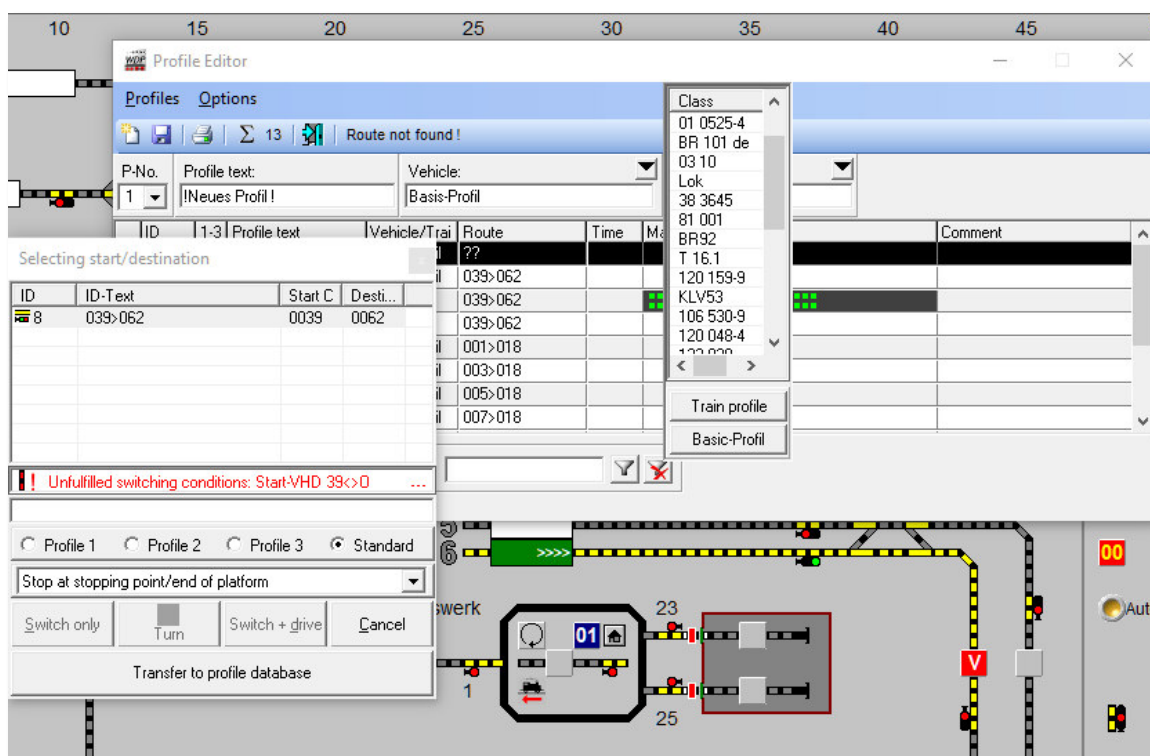 10 15 20 25 30 35 40 45
WDP Profile Editor
Profiles Options
Σ 13 Route not found !
P-No. Profile text: Vehicle:
1 !Neues Profil ! Basis-Profil
ID 1-3 Profile text Vehicle/Trai Route Time Ma Comment
??
039>062
039>062
039>062
001>018
003>018
005>018
007>018
Class
01 0525-4
BR 101 de
03 10
Lok
38 3645
81 001
BR92
T 16.1
120 159-9
KLV53
106 530-9
120 048-4
Train profile
Basic-Profil
Selecting start/destination
ID ID-Text Start C Desti...
8 039>062 0039 0062
! Unfulfilled switching conditions: Start-VHD 39<>0 ...
Profile 1 Profile 2 Profile 3 Standard
Stop at stopping point/end of platform
Switch only Turn Switch + drive Cancel
Transfer to profile database
5
6 >>>>
00
Aut
swerk 23
01
1
25
V